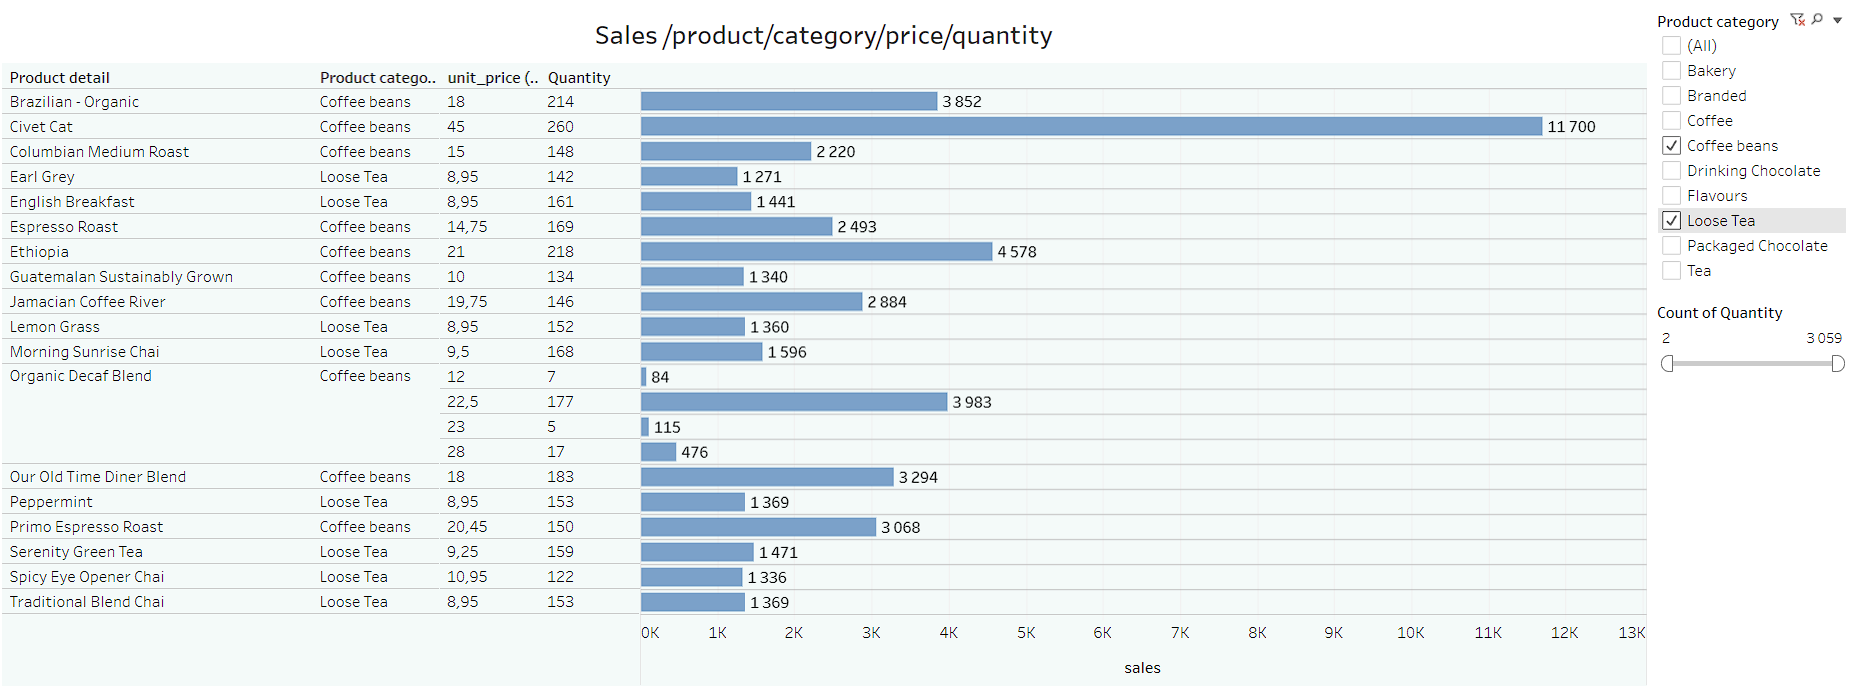 Sales /product/category/price/quantity
Product detail Product catego.. unit_price (.. Quantity
Brazilian - Organic Coffee beans 18 214 3 852
Civet Cat Coffee beans 45 260 11 700
Columbian Medium Roast Coffee beans 15 148 2 220
Earl Grey Loose Tea 8,95 142 1 271
English Breakfast Loose Tea 8,95 161 1 441
Espresso Roast Coffee beans 14,75 169 2 493
Ethiopia Coffee beans 21 218 4 578
Guatemalan Sustainably Grown Coffee beans 10 134 1 340
Jamacian Coffee River Coffee beans 19,75 146 2 884
Lemon Grass Loose Tea 8,95 152 1 360
Morning Sunrise Chai Loose Tea 9,5 168 1 596
Organic Decaf Blend Coffee beans 12 7 84
22,5 177 3 983
23 5 115
28 17 476
Our Old Time Diner Blend Coffee beans 18 183 3 294
Peppermint Loose Tea 8,95 153 1 369
Primo Espresso Roast Coffee beans 20,45 150 3 068
Serenity Green Tea Loose Tea 9,25 159 1 471
Spicy Eye Opener Chai Loose Tea 10,95 122 1 336
Traditional Blend Chai Loose Tea 8,95 153 1 369
0K 1K 2K 3K 4K 5K 6K 7K 8K 9K 10K 11K 12K 13K
sales
Product category
(All)
Bakery
Branded
Coffee
Coffee beans
Drinking Chocolate
Flavours
Loose Tea
Packaged Chocolate
Tea
Count of Quantity
2 3 059